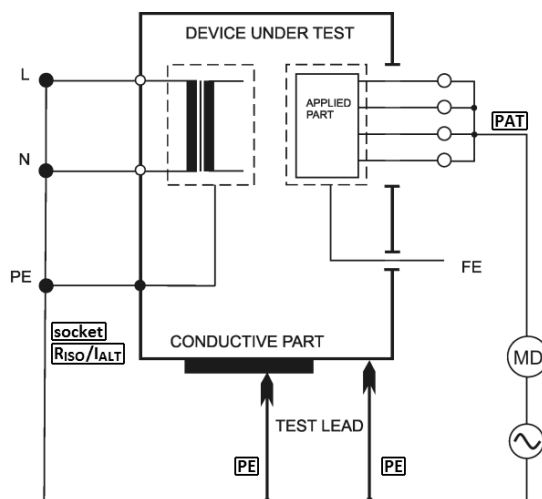 DEVICE UNDER TEST
L
APPLIED
PART
PAT
N
PE
FE
socket
RISO/IALT
CONDUCTIVE PART
MD
TEST LEAD
PE
PE